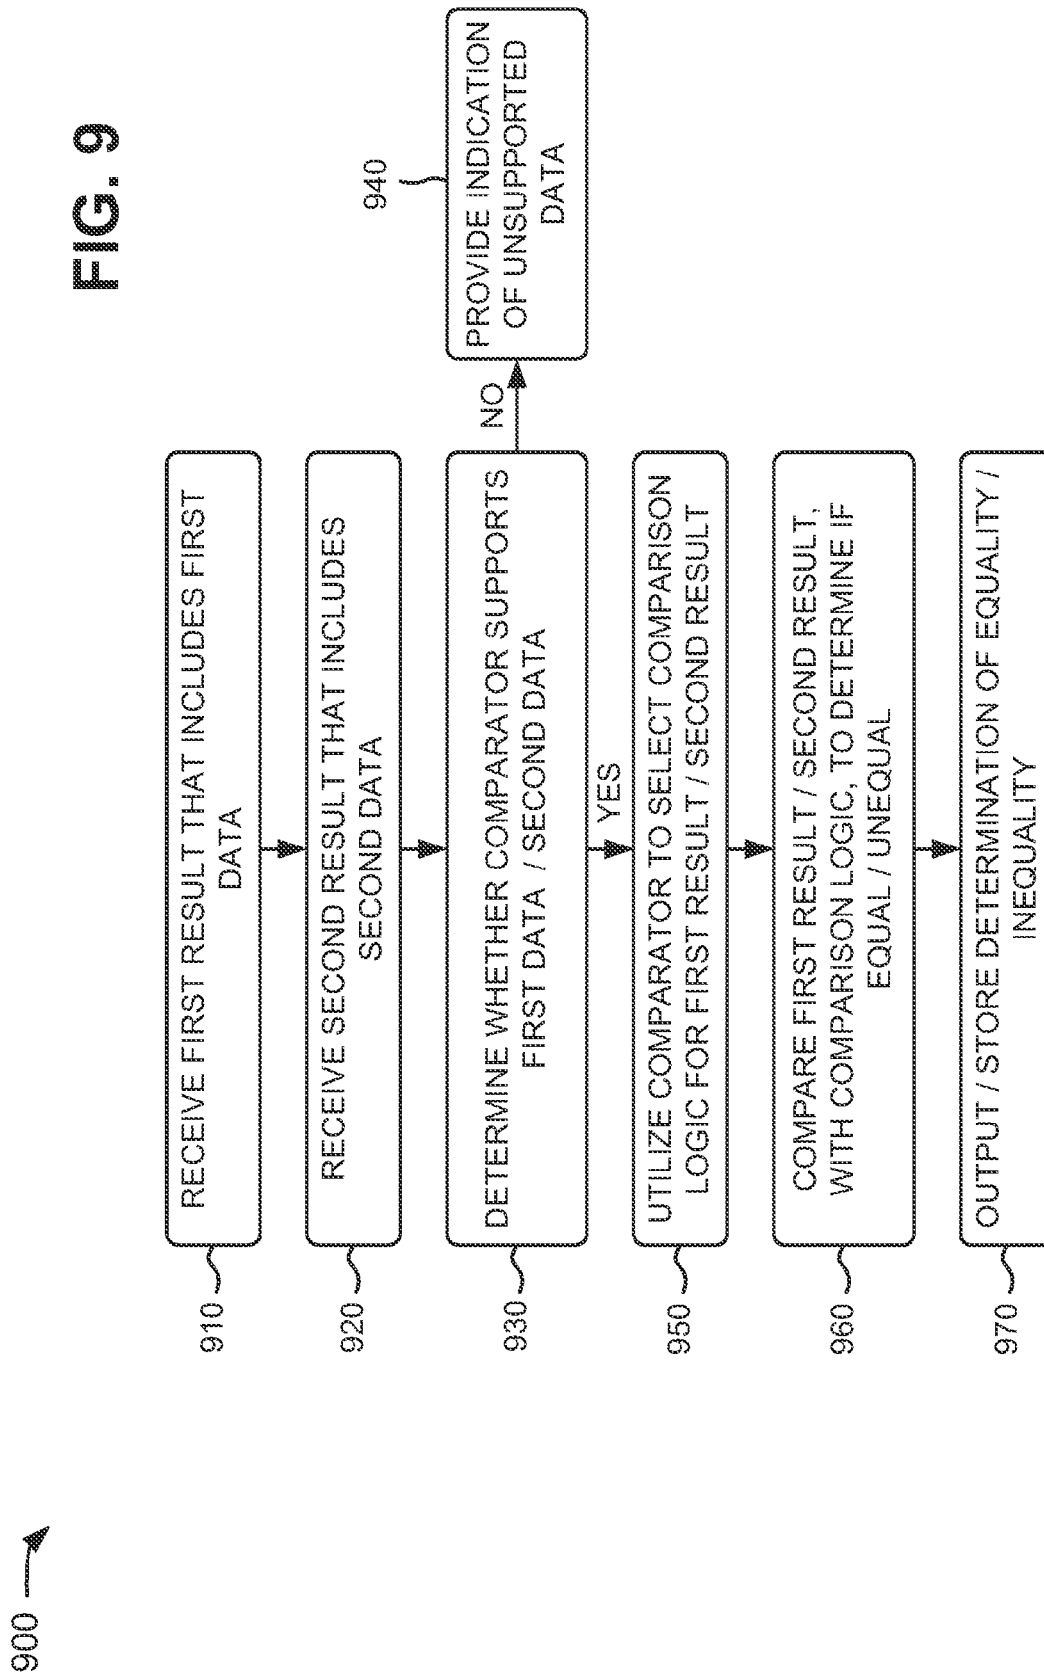 900
FIG. 9
910
RECEIVE FIRST RESULT THAT INCLUDES FIRST
DATA
920
RECEIVE SECOND RESULT THAT INCLUDES
SECOND DATA
930
DETERMINE WHETHER COMPARATOR SUPPORTS
FIRST DATA / SECOND DATA
NO
940
PROVIDE INDICATION
OF UNSUPPORTED
DATA
YES
950
UTILIZE COMPARATOR TO SELECT COMPARISON
LOGIC FOR FIRST RESULT / SECOND RESULT
960
COMPARE FIRST RESULT / SECOND RESULT,
WITH COMPARISON LOGIC, TO DETERMINE IF
EQUAL / UNEQUAL
970
OUTPUT / STORE DETERMINATION OF EQUALITY /
INEQUALITY